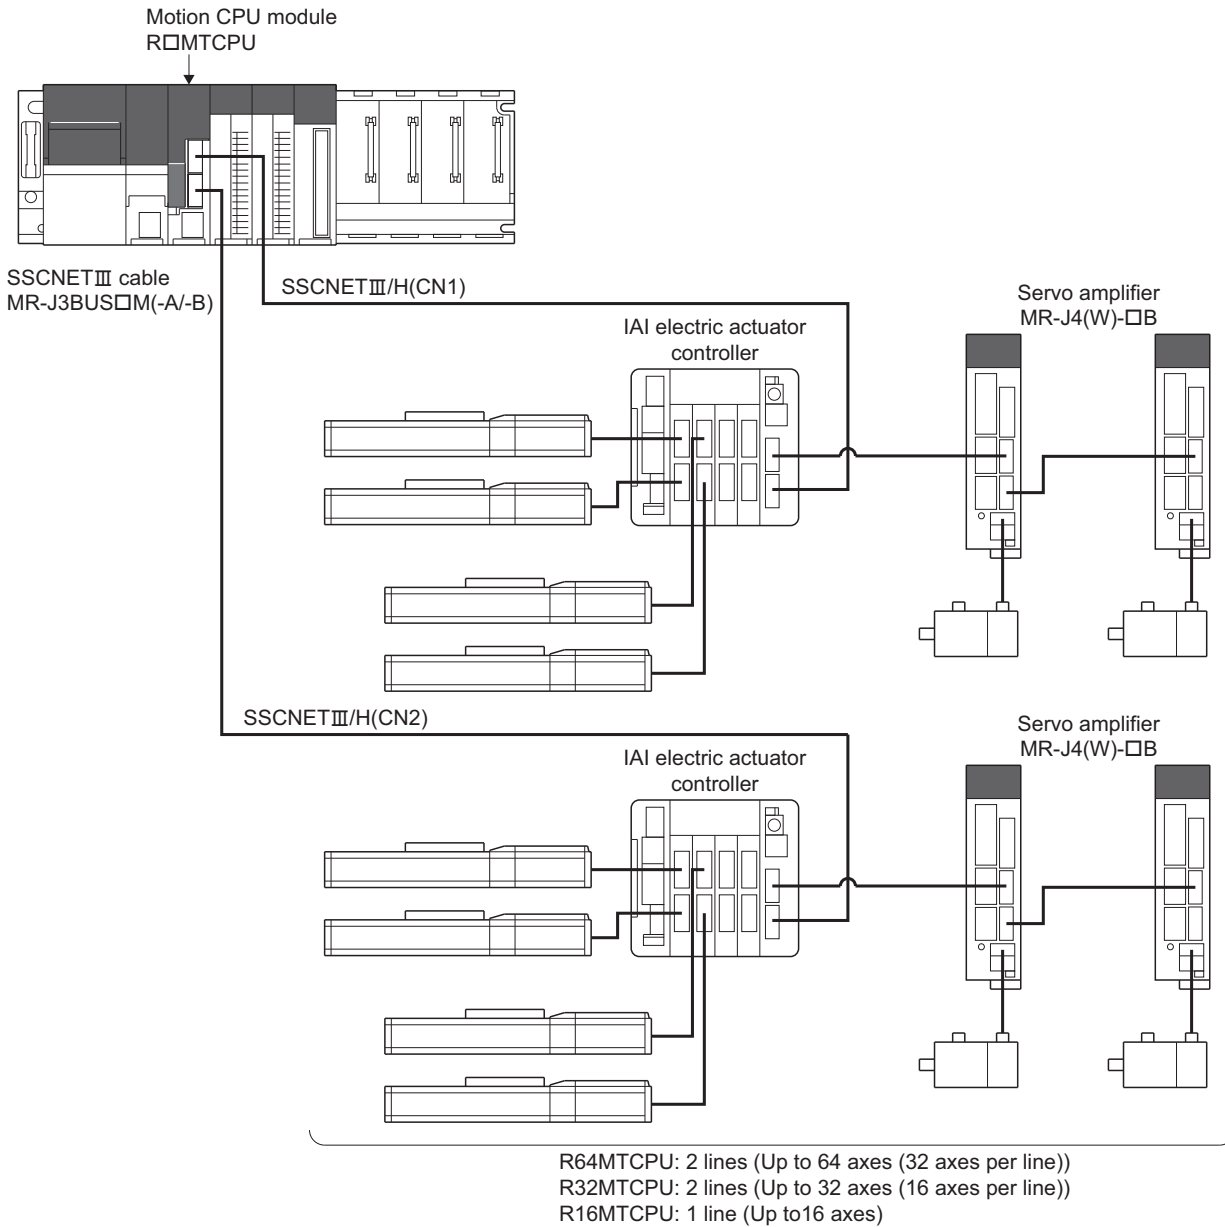 Motion CPU module
R□MTCPU
SSCNETⅢ cable
MR-J3BUS□M(-A/-B)
SSCNETⅢ/H(CN1)
IAI electric actuator
controller
Servo amplifier
MR-J4(W)-□B
SSCNETⅢ/H(CN2)
IAI electric actuator
controller
Servo amplifier
MR-J4(W)-□B
R64MTCPU: 2 lines (Up to 64 axes (32 axes per line))
R32MTCPU: 2 lines (Up to 32 axes (16 axes per line))
R16MTCPU: 1 line (Up to16 axes)